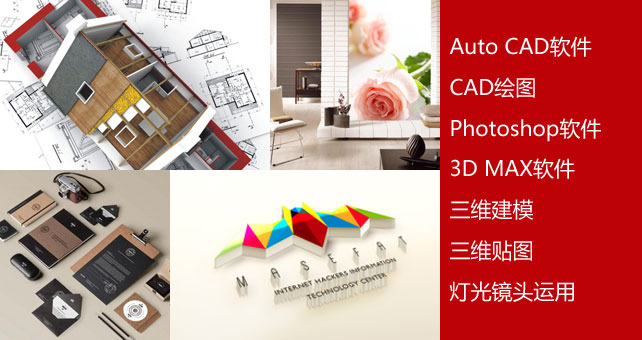 MASEFAT
INTERNET HACKERS INFORMATION
TECHNOLOGY CENTER
Auto CAD软件
CAD绘图
Photoshop软件
3D MAX软件
三维建模
三维贴图
灯光镜头运用